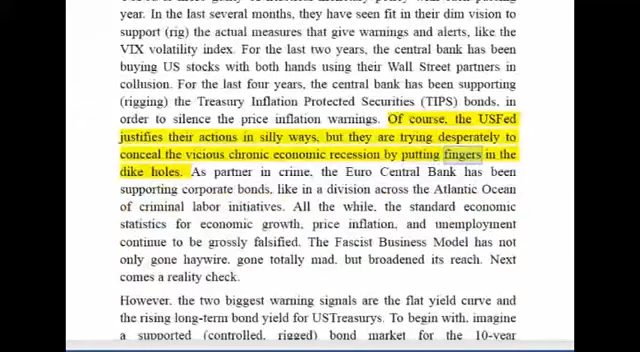 year. In the last several months, they have seen fit in their dim vision to
support (rig) the actual measures that give warnings and alerts, like the
VIX volatility index. For the last two years, the central bank has been
buying US stocks with both hands using their Wall Street partners in
collusion. For the last four years, the central bank has been supporting
(rigging) the Treasury Inflation Protected Securities (TIPS) bonds, in
order to silence the price inflation warnings. Of course, the USFed
justifies their actions in silly ways, but they are trying desperately to
conceal the vicious chronic economic recession by putting fingers in the
dike holes. As partner in crime, the Euro Central Bank has been
supporting corporate bonds, like in a division across the Atlantic Ocean
of criminal labor initiatives. All the while, the standard economic
statistics for economic growth, price inflation, and unemployment
continue to be grossly falsified. The Fascist Business Model has not
only gone haywire, gone totally mad, but broadened its reach. Next
comes a reality check.
However, the two biggest warning signals are the flat yield curve and
the rising long-term bond yield for USTreasurys. To begin with, imagine
a supported (controlled, rigged) bond market for the 10-year